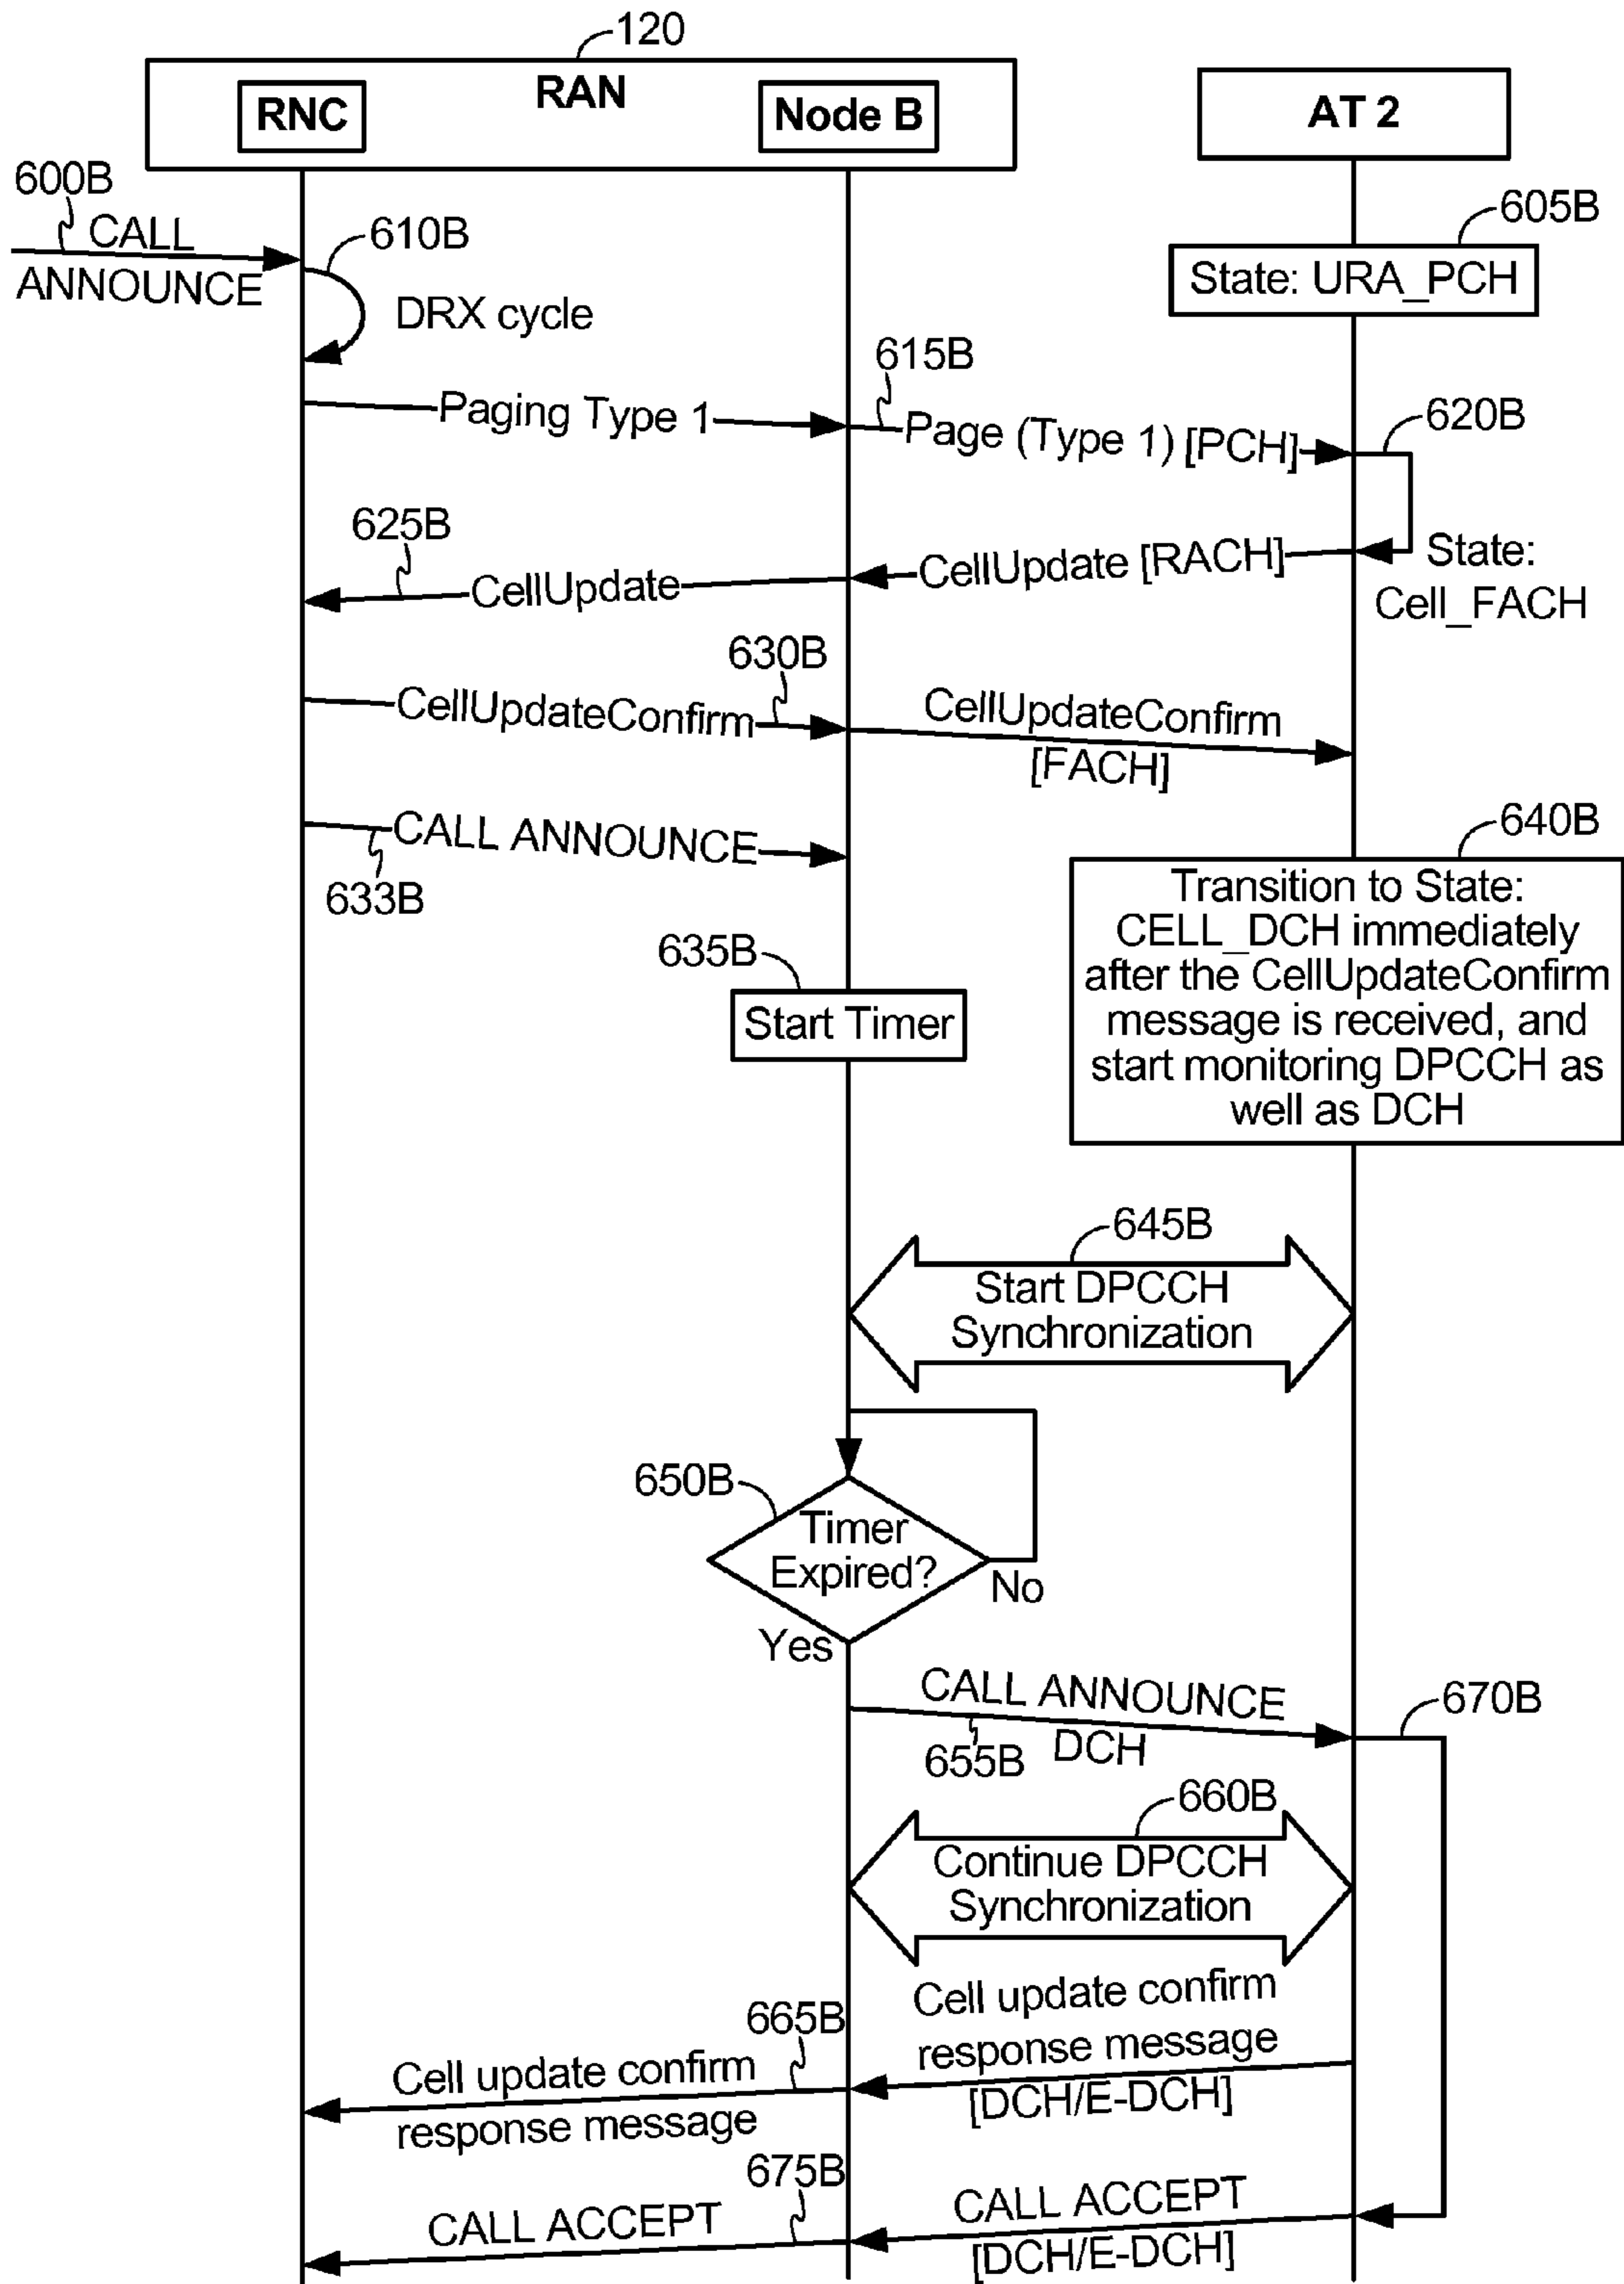 120
RAN
RNC
Node B
AT 2
600B
CALL
ANNOUNCE
610B
DRX cycle
605B
State: URA_PCH
615B
Paging Type 1
Page (Type 1) [PCH]
620B
625B
CellUpdate [RACH]
CellUpdate
State:
Cell_FACH
630B
CellUpdateConfirm
CellUpdateConfirm
[FACH]
CALL ANNOUNCE
633B
640B
Transition to State:
CELL_DCH immediately
after the CellUpdateConfirm
message is received, and
start monitoring DPCCH as
well as DCH
635B
Start Timer
645B
Start DPCCH
Synchronization
650B
Timer
Expired?
No
Yes
CALL ANNOUNCE
DCH
655B
670B
660B
Continue DPCCH
Synchronization
Cell update confirm
response message
[DCH/E-DCH]
665B
Cell update confirm
response message
675B
CALL ACCEPT
[DCH/E-DCH]
CALL ACCEPT